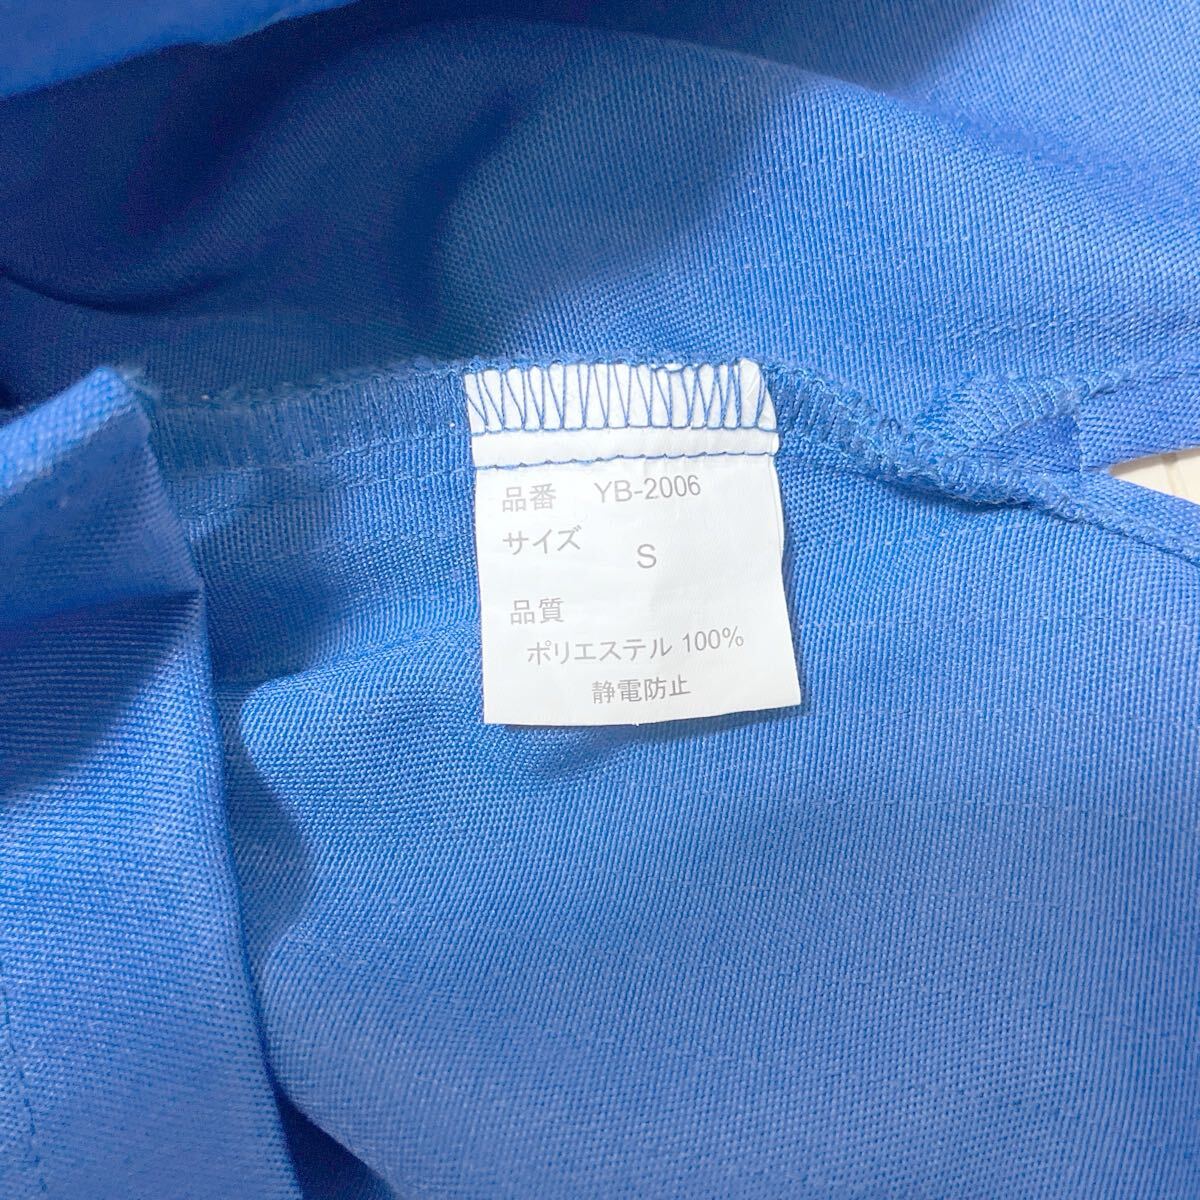 品番 YB-2006
サイズ S
品質
ポリエステル 100%
静電防止